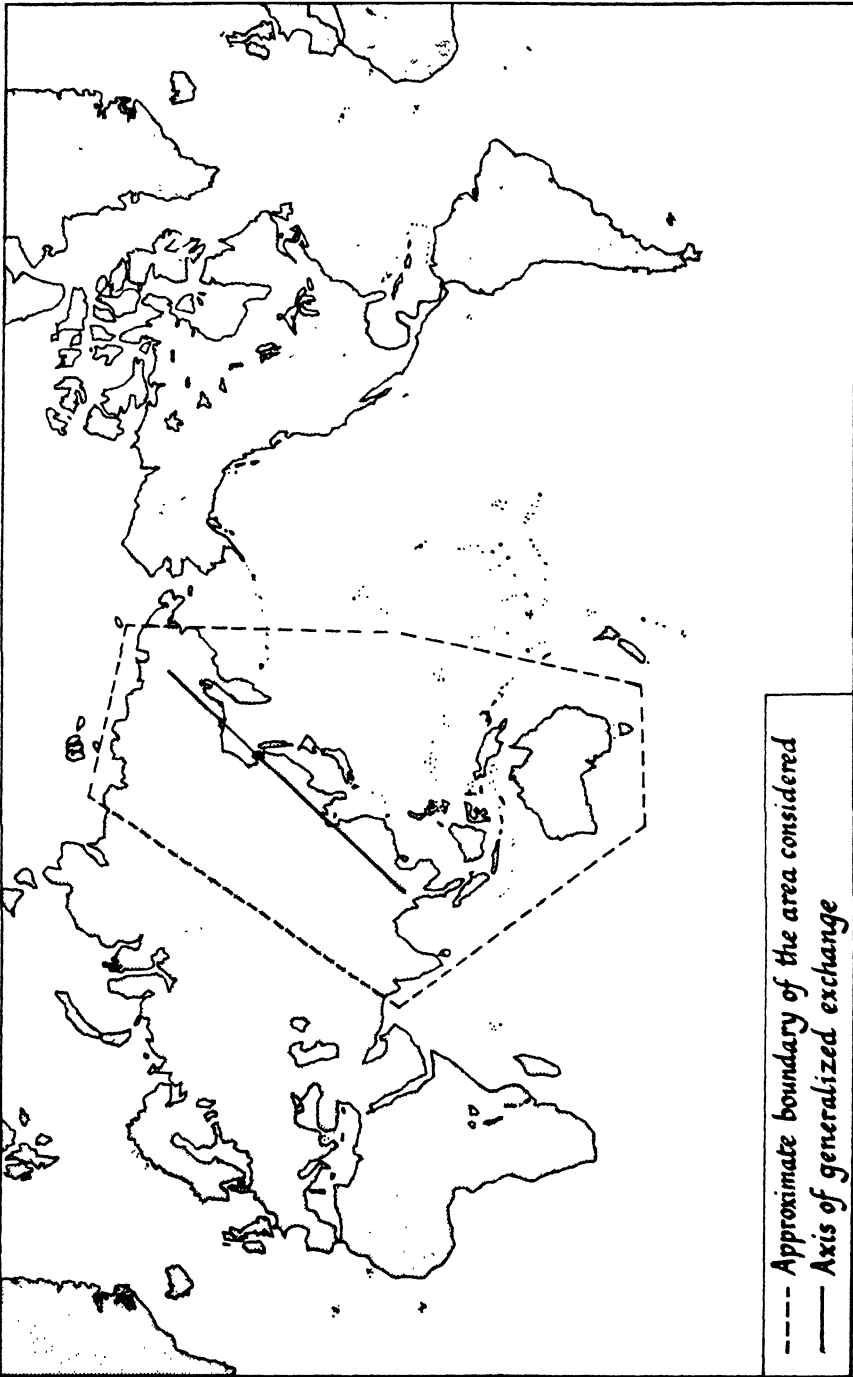 ---- Approximate boundary of the area considered
—— Axis of generalized exchange